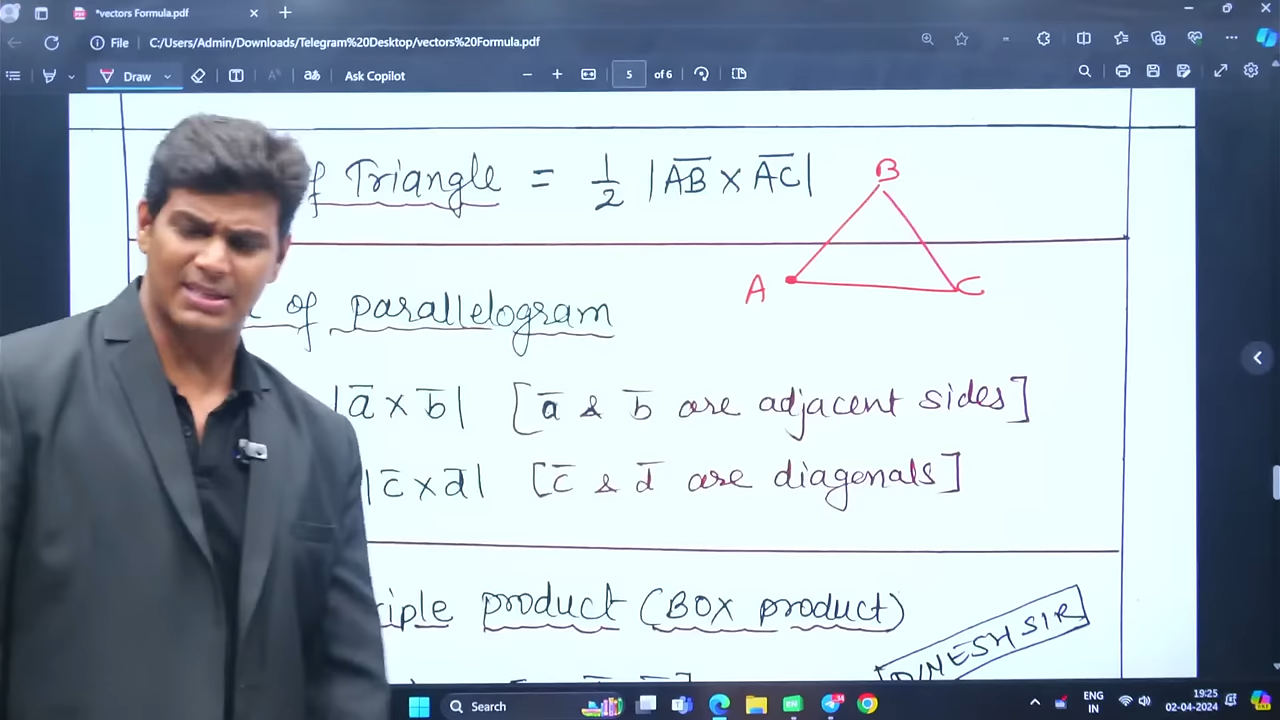 *vectors Formula.pdf
File C:/Users/Admin/Downloads/Telegram%20Desktop/vectors%20Formula.pdf
Draw Ask Copilot 5 of 6
f Triangle = 1/2 |AB̅ × AC̅|
B
A
C
of parallelogram
|a̅ × b̅| [a̅ & b̅ are adjacent sides]
|c̅ × d̅| [c̅ & d̅ are diagonals]
iple product (BOX product)
DINESH SIR
Search
34
ENG
IN
19:25
02-04-2024